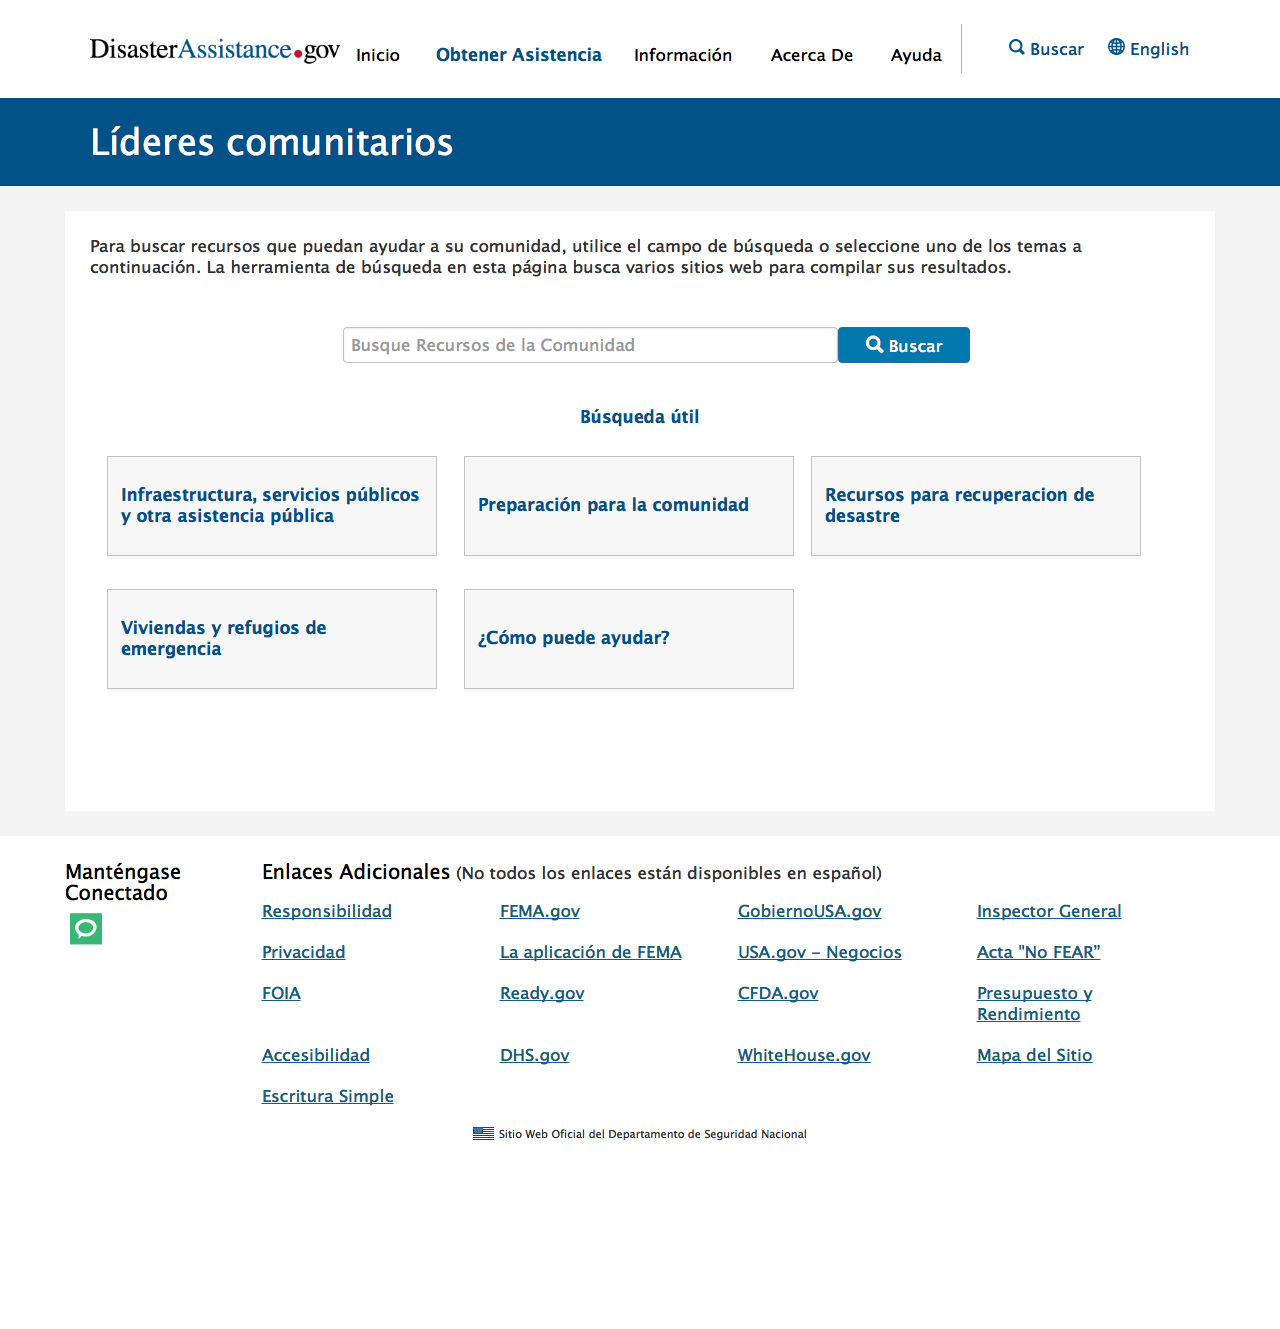 DisasterAssistance.gov
Inicio
Obtener Asistencia
Información
Acerca De
Ayuda
Buscar
English
Líderes comunitarios
Para buscar recursos que puedan ayudar a su comunidad, utilice el campo de búsqueda o seleccione uno de los temas a
continuación. La herramienta de búsqueda en esta página busca varios sitios web para compilar sus resultados.
Busque Recursos de la Comunidad
Buscar
Búsqueda útil
Infraestructura, servicios públicos
y otra asistencia pública
Preparación para la comunidad
Recursos para recuperacion de
desastre
Viviendas y refugios de
emergencia
¿Cómo puede ayudar?
Manténgase
Conectado
Enlaces Adicionales (No todos los enlaces están disponibles en español)
Responsibilidad
FEMA.gov
GobiernoUSA.gov
Inspector General
Privacidad
La aplicación de FEMA
USA.gov – Negocios
Acta "No FEAR”
FOIA
Ready.gov
CFDA.gov
Presupuesto y
Rendimiento
Accesibilidad
DHS.gov
WhiteHouse.gov
Mapa del Sitio
Escritura Simple
Sitio Web Oficial del Departamento de Seguridad Nacional